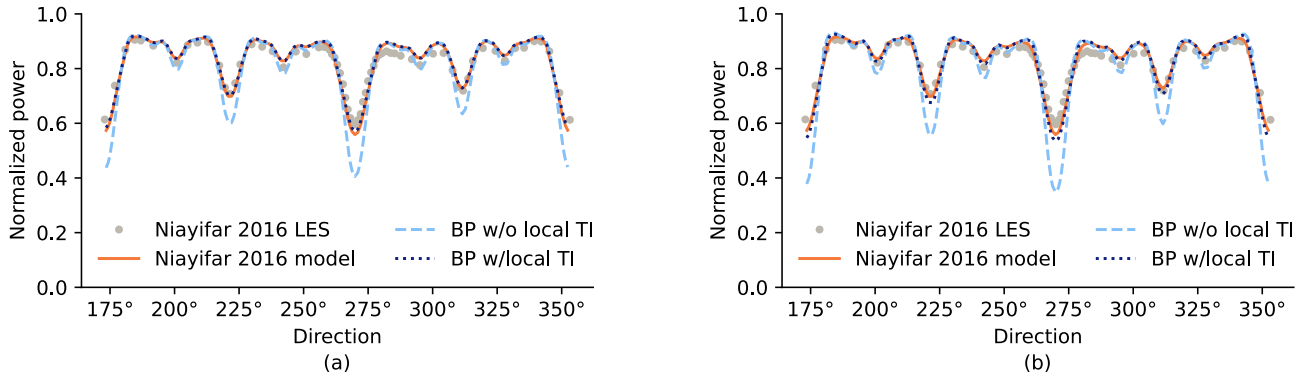 1.0
0.8
0.6
0.4
0.2
0.0
Normalized power
Niayifar 2016 LES
Niayifar 2016 model
BP w/o local TI
BP w/local TI
175° 200° 225° 250° 275° 300° 325° 350°
Direction
(a)
1.0
0.8
0.6
0.4
0.2
0.0
Normalized power
Niayifar 2016 LES
Niayifar 2016 model
BP w/o local TI
BP w/local TI
175° 200° 225° 250° 275° 300° 325° 350°
Direction
(b)